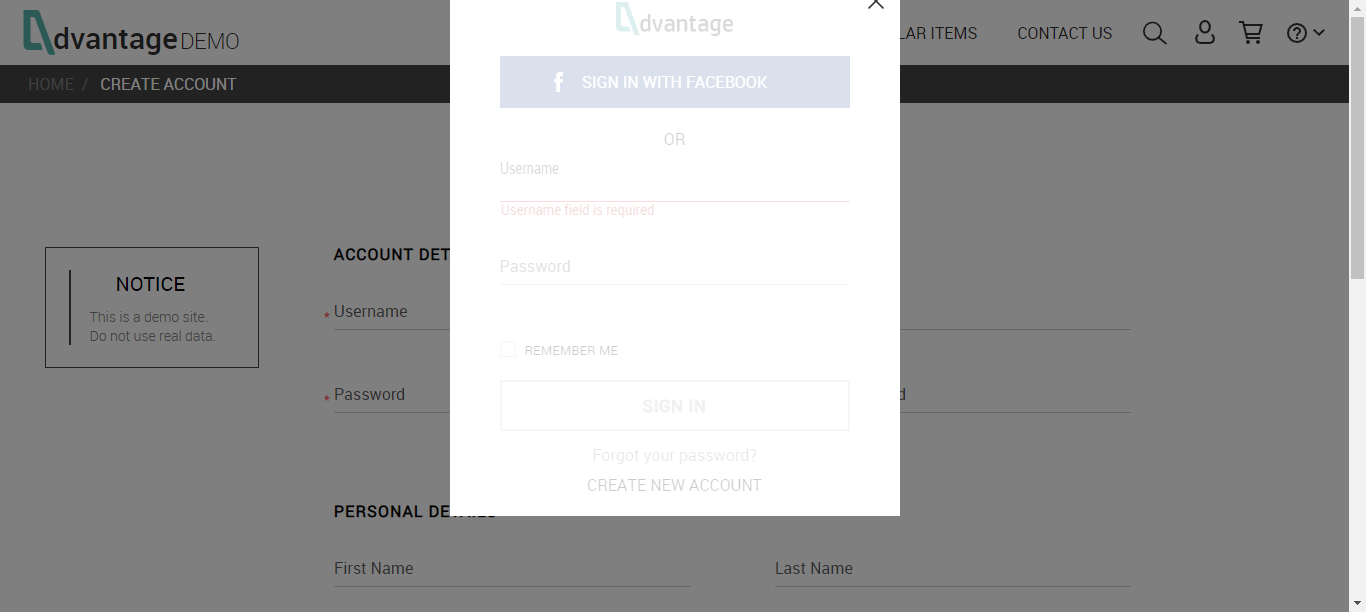 dvantage DEMO
LAR ITEMS
CONTACT US
HOME / CREATE ACCOUNT
dvantage
SIGN IN WITH FACEBOOK
OR
Username
Username field is required
Password
REMEMBER ME
SIGN IN
Forgot your password?
CREATE NEW ACCOUNT
NOTICE
This is a demo site.
Do not use real data.
ACCOUNT DET
* Username
* Password
d
PERSONAL DETAILS
First Name
Last Name